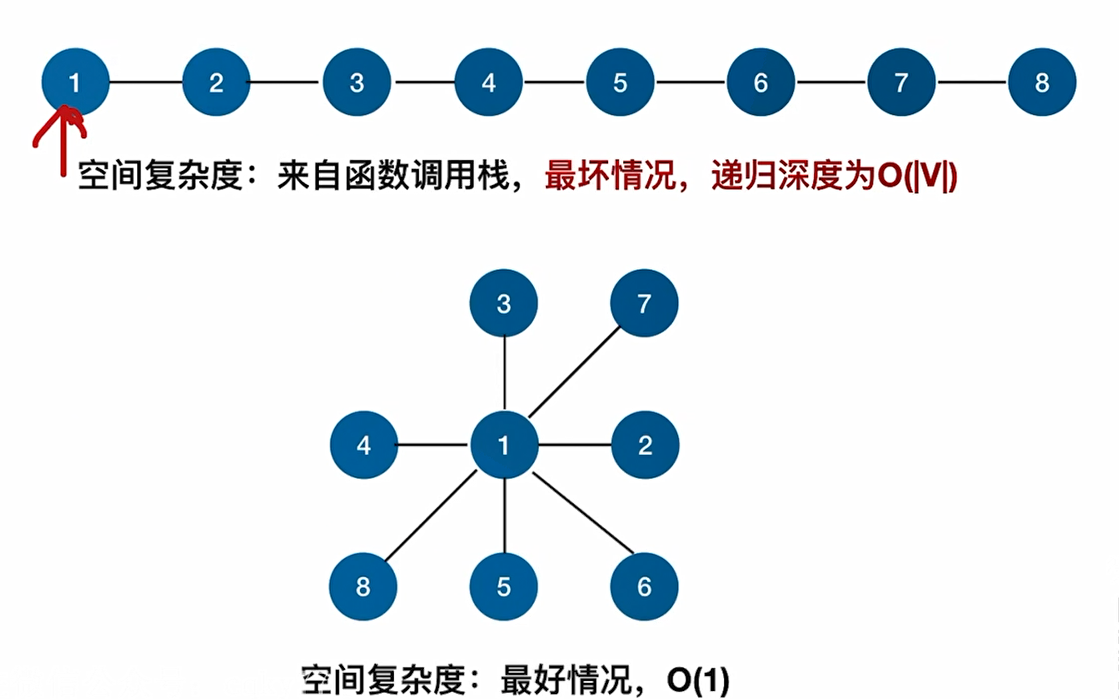 1 2 3 4 5 6 7 8
空间复杂度：来自函数调用栈，最坏情况，递归深度为O(|V|)
3 7
4 1 2
8 5 6
空间复杂度：最好情况，O(1)